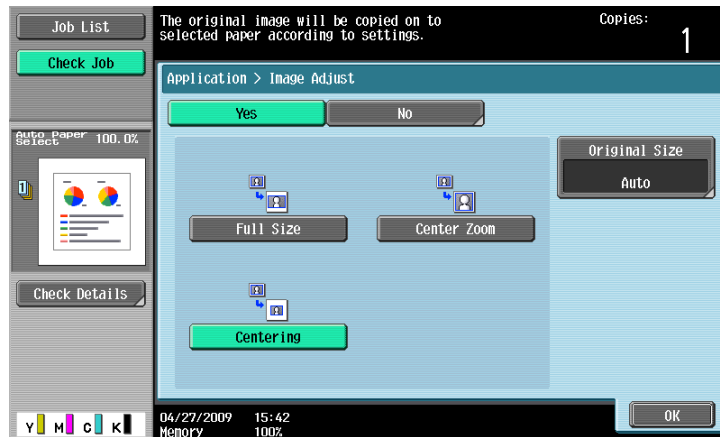 Job List
Check Job
The original image will be copied on to
selected paper according to settings.
Copies:
1
Application > Image Adjust
Yes
No
Auto Paper
Select
100.0%
1
Full Size
Center Zoom
Centering
Original Size
Auto
Check Details
OK
Y M C K
04/27/2009 15:42
Memory 100%